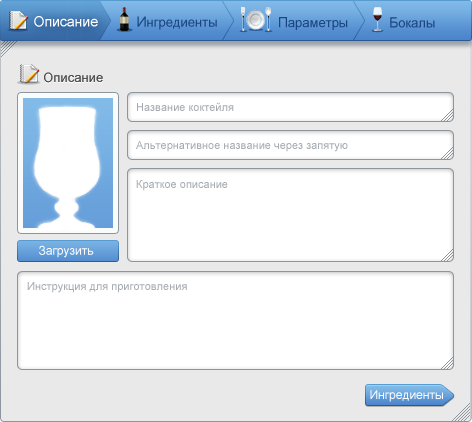 Описание
Ингредиенты
Параметры
Бокалы
Описание
Название коктейля
Альтернативное название через запятую
Краткое описание
Загрузить
Инструкция для приготовления
Ингредиенты